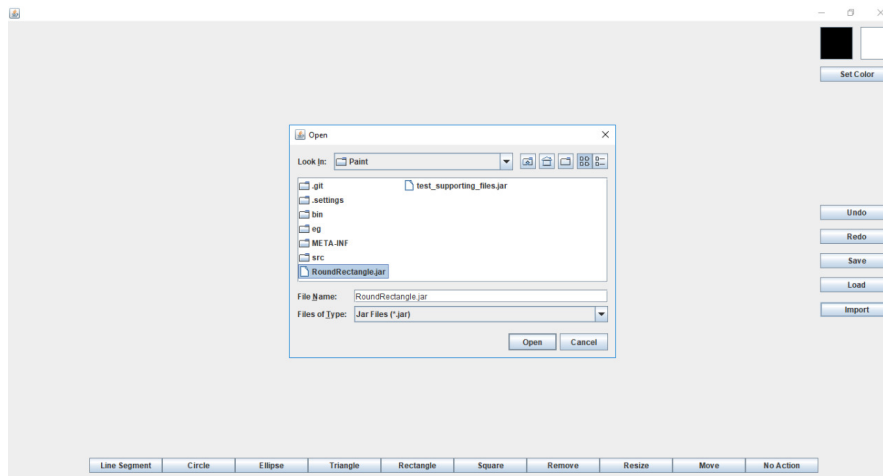 Set Color
Open
Look In: Paint
.git
.settings
bin
eg
META-INF
src
RoundRectangle.jar
test_supporting_files.jar
File Name: RoundRectangle.jar
Files of Type: Jar Files (*.jar)
Open Cancel
Undo
Redo
Save
Load
Import
Line Segment Circle Ellipse Triangle Rectangle Square Remove Resize Move No Action